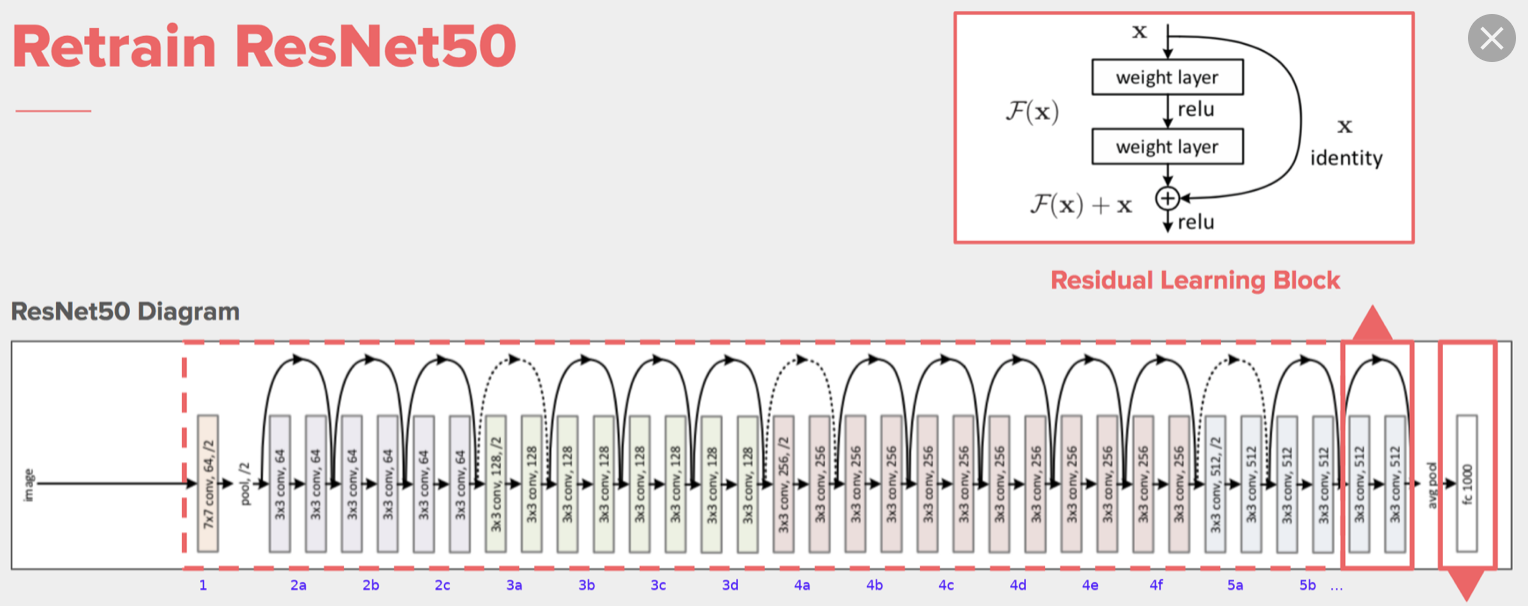 Retrain ResNet50
x
weight layer
relu
F(x)
weight layer
x
identity
F(x) + x
relu
Residual Learning Block
ResNet50 Diagram
image
7x7 conv, 64, /2
pool, /2
3x3 conv, 64
3x3 conv, 64
3x3 conv, 64
3x3 conv, 64
3x3 conv, 64
3x3 conv, 64
3x3 conv, 128, /2
3x3 conv, 128
3x3 conv, 128
3x3 conv, 128
3x3 conv, 128
3x3 conv, 128
3x3 conv, 128
3x3 conv, 128
3x3 conv, 256, /2
3x3 conv, 256
3x3 conv, 256
3x3 conv, 256
3x3 conv, 256
3x3 conv, 256
3x3 conv, 256
3x3 conv, 256
3x3 conv, 256
3x3 conv, 256
3x3 conv, 256
3x3 conv, 256
3x3 conv, 512, /2
3x3 conv, 512
3x3 conv, 512
3x3 conv, 512
3x3 conv, 512
3x3 conv, 512
avg pool
fc 1000
1 2a 2b 2c 3a 3b 3c 3d 4a 4b 4c 4d 4e 4f 5a 5b ...